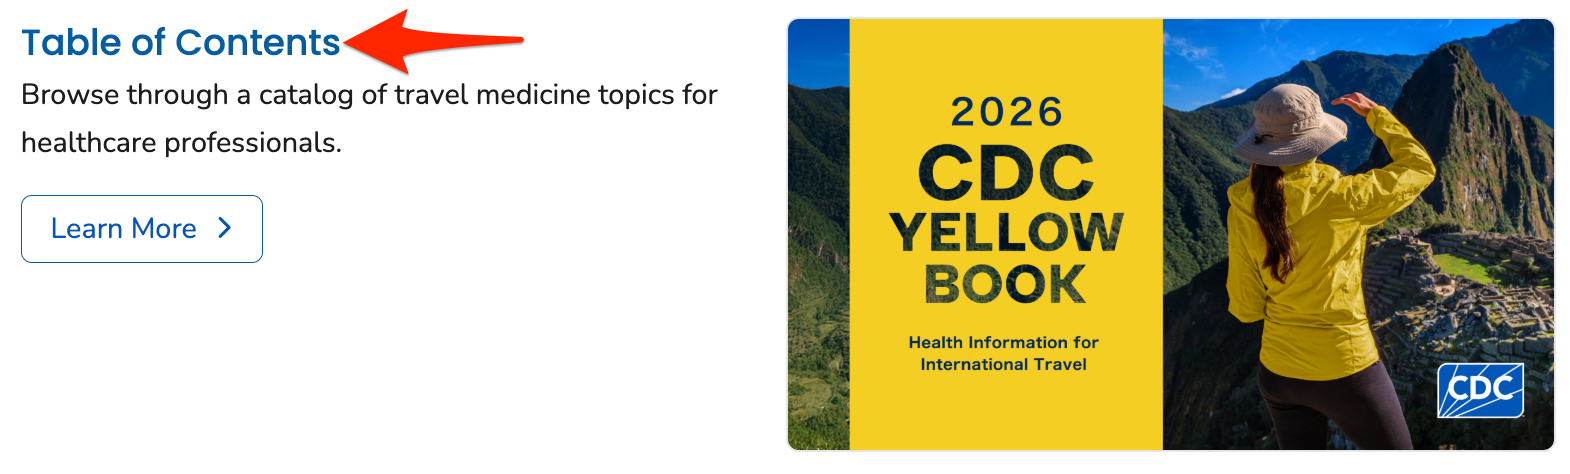 Table of Contents
Browse through a catalog of travel medicine topics for
healthcare professionals.
Learn More
2026
CDC
YELLOW
BOOK
Health Information for
International Travel
CDC